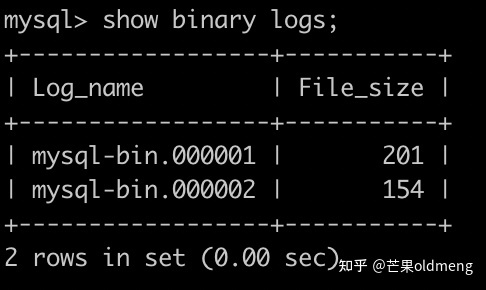 mysql> show binary logs;
+------------------+-----------+
| Log_name         | File_size |
+------------------+-----------+
| mysql-bin.000001 |       201 |
| mysql-bin.000002 |       154 |
+------------------+-----------+
2 rows in set (0.00 sec)
知乎 @芒果oldmeng